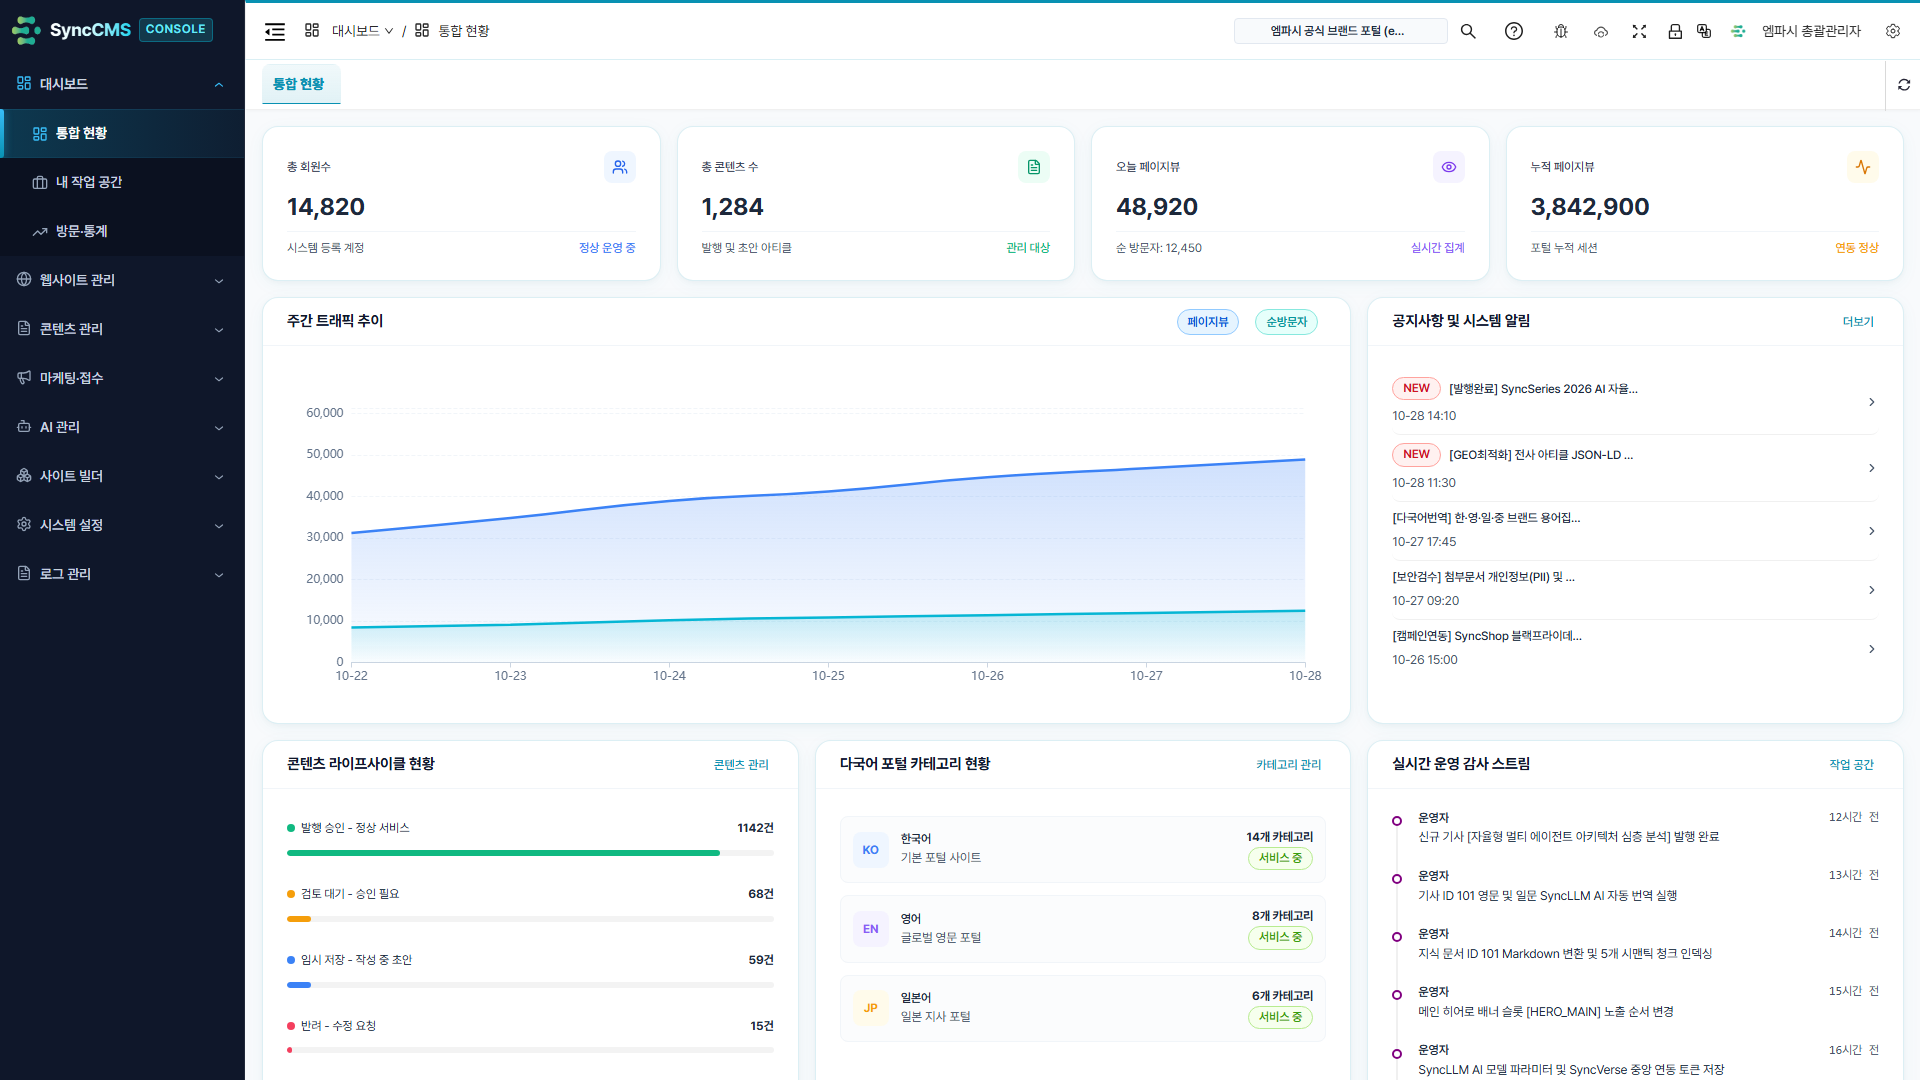 SyncCMS CONSOLE
대시보드
통합 현황
내 작업 공간
방문·통계
웹사이트 관리
콘텐츠 관리
마케팅·접수
AI 관리
사이트 빌더
시스템 설정
로그 관리
대시보드 / 통합 현황
엠파시 공식 브랜드 포털 (e...
엠파시 총괄관리자
통합 현황
총 회원수
14,820
시스템 등록 계정 정상 운영 중
총 콘텐츠 수
1,284
발행 및 초안 아티클 관리 대상
오늘 페이지뷰
48,920
순 방문자: 12,450 실시간 집계
누적 페이지뷰
3,842,900
포털 누적 세션 연동 정상
주간 트래픽 추이 페이지뷰 순방문자
60,000
50,000
40,000
30,000
20,000
10,000
0
10-22 10-23 10-24 10-25 10-26 10-27 10-28
공지사항 및 시스템 알림 더보기
NEW [발행완료] SyncSeries 2026 AI 자율...
10-28 14:10
NEW [GEO최적화] 전사 아티클 JSON-LD ...
10-28 11:30
[다국어번역] 한·영·일·중 브랜드 용어집...
10-27 17:45
[보안검수] 첨부문서 개인정보(PII) 및 ...
10-27 09:20
[캠페인연동] SyncShop 블랙프라이데...
10-26 15:00
콘텐츠 라이프사이클 현황 콘텐츠 관리
발행 승인 - 정상 서비스 1142건
검토 대기 - 승인 필요 68건
임시 저장 - 작성 중 초안 59건
반려 - 수정 요청 15건
다국어 포털 카테고리 현황 카테고리 관리
KO 한국어 14개 카테고리
기본 포털 사이트 서비스 중
EN 영어 8개 카테고리
글로벌 영문 포털 서비스 중
JP 일본어 6개 카테고리
일본 지사 포털 서비스 중
실시간 운영 감사 스트림 작업 공간
운영자 12시간 전
신규 기사 [자율형 멀티 에이전트 아키텍처 심층 분석] 발행 완료
운영자 13시간 전
기사 ID 101 영문 및 일문 SyncLLM AI 자동 번역 실행
운영자 14시간 전
지식 문서 ID 101 Markdown 변환 및 5개 시맨틱 청크 인덱싱
운영자 15시간 전
메인 히어로 배너 슬롯 [HERO_MAIN] 노출 순서 변경
운영자 16시간 전
SyncLLM AI 모델 파라미터 및 SyncVerse 중앙 연동 토큰 저장